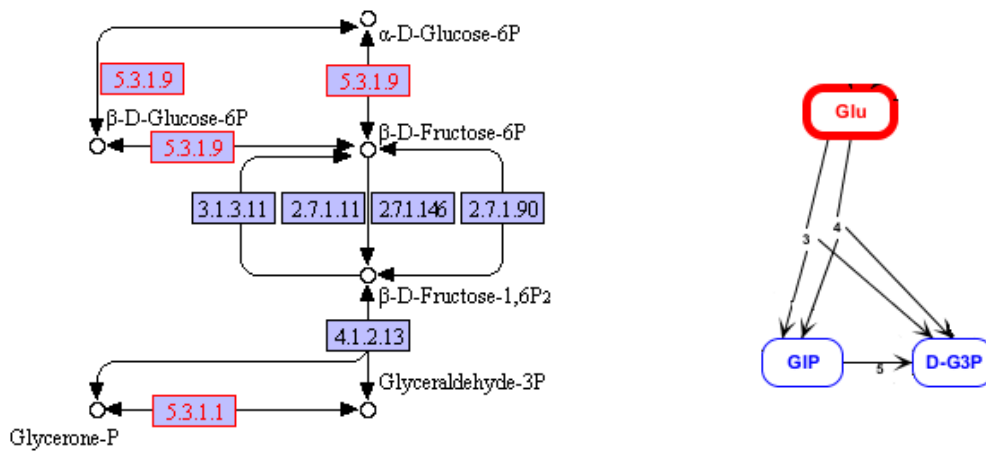 α-D-Glucose-6P
5.3.1.9
5.3.1.9
β-D-Glucose-6P
β-D-Fructose-6P
5.3.1.9
3.1.3.11
2.7.1.11
2.7.1.146
2.7.1.90
β-D-Fructose-1,6P2
4.1.2.13
Glyceraldehyde-3P
5.3.1.1
Glycerone-P
Glu
3
4
GlP
5
D-G3P